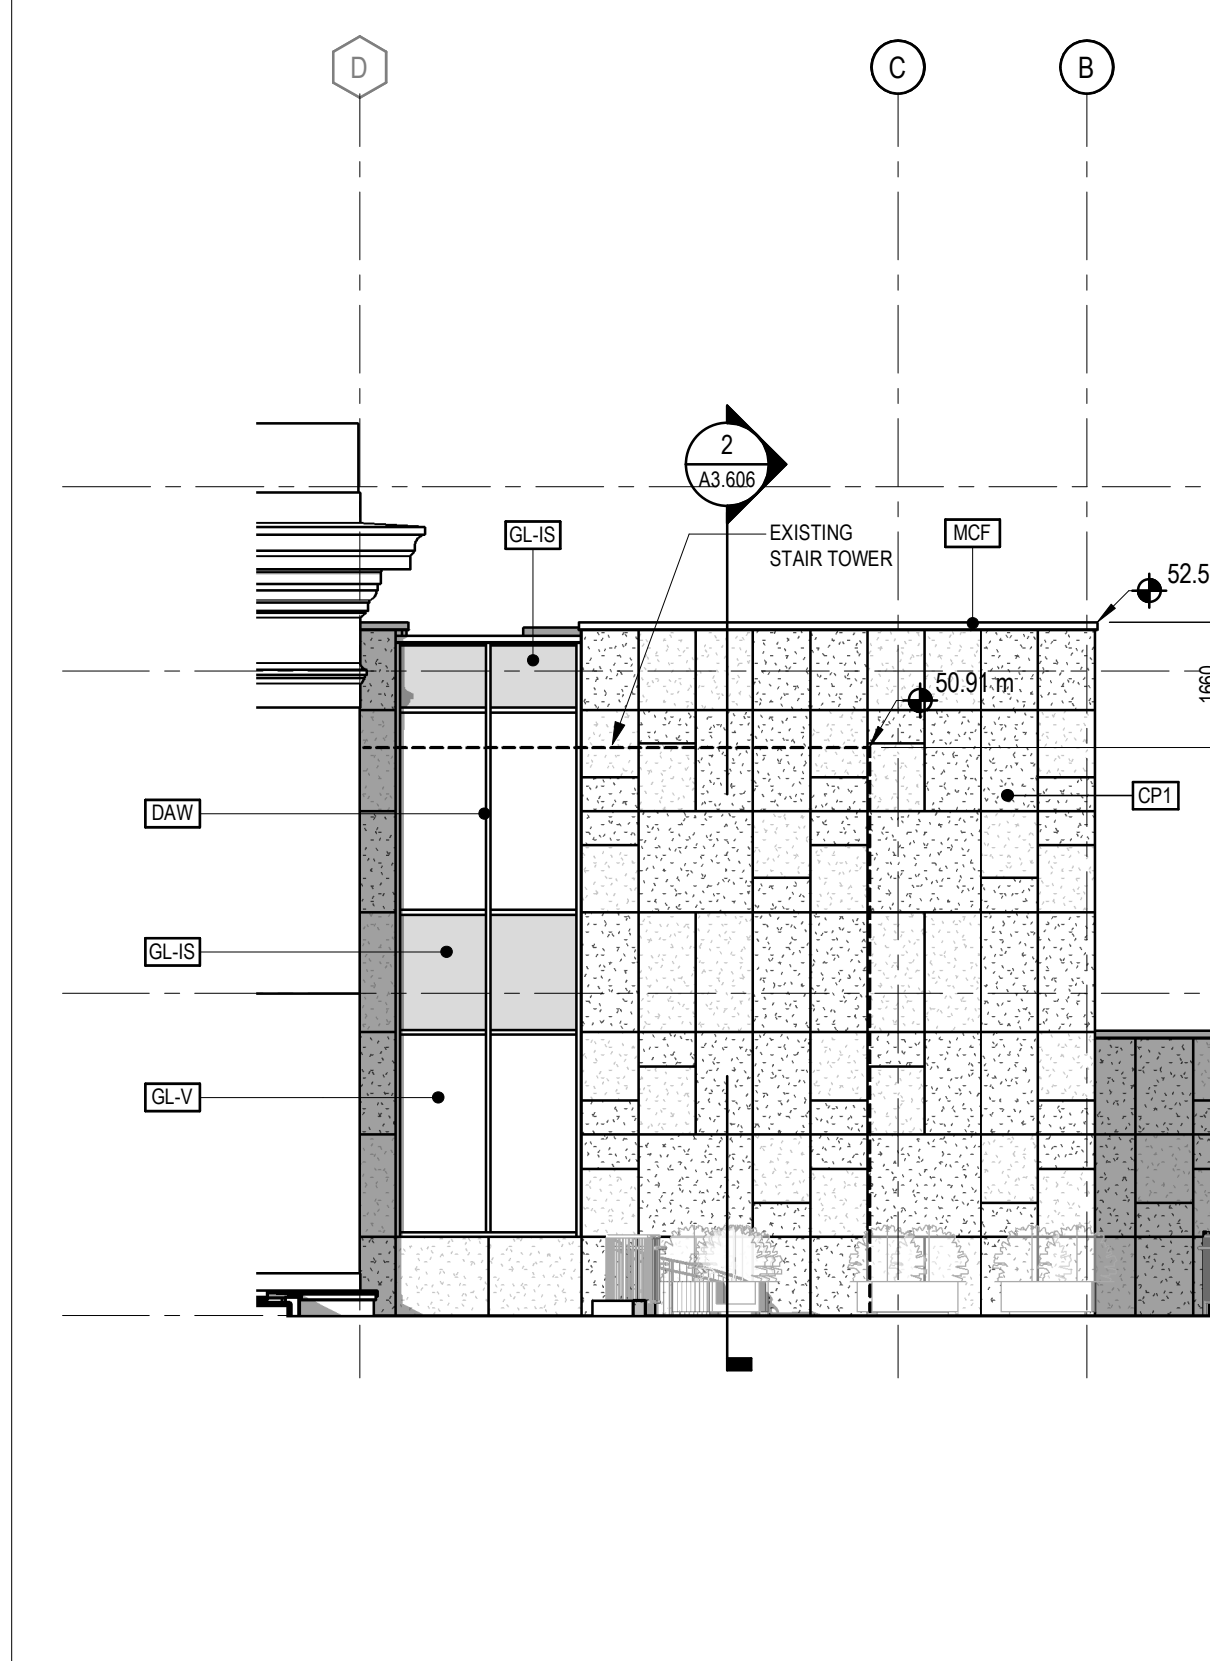 D
C
B
2
A3.606
GL-IS
EXISTING
STAIR TOWER
MCF
52.5
1660
50.91 m
DAW
CP1
GL-IS
GL-V